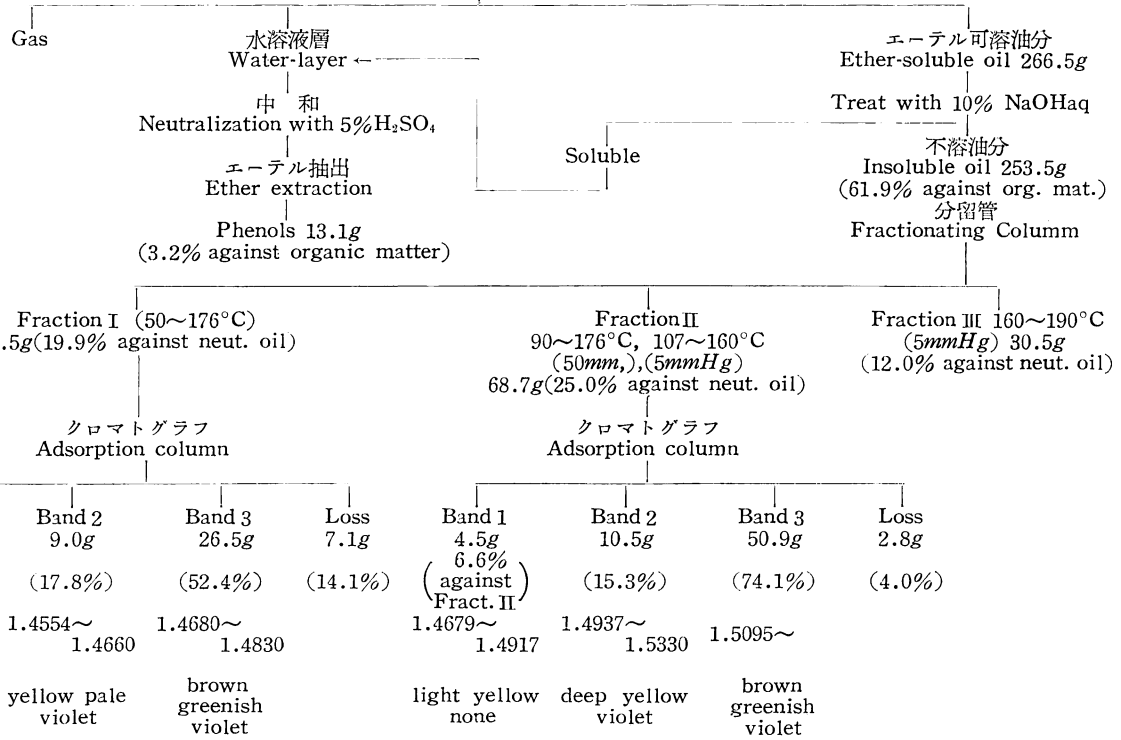 Gas
水溶液層
Water-layer
エーテル可溶油分
Ether-soluble oil 266.5g
中 和
Neutralization with 5%H₂SO₄
Treat with 10% NaOHaq
エーテル抽出
Ether extraction
Soluble
不溶油分
Insoluble oil 253.5g
(61.9% against org. mat.)
Phenols 13.1g
(3.2% against organic matter)
分留管
Fractionating Columm
Fraction I (50~176°C)
.5g(19.9% against neut. oil)
Fraction II
90~176°C, 107~160°C
(50mm,),(5mmHg)
68.7g(25.0% against neut. oil)
Fraction III 160~190°C
(5mmHg) 30.5g
(12.0% against neut. oil)
クロマトグラフ
Adsorption column
クロマトグラフ
Adsorption column
Band 2
9.0g
(17.8%)
1.4554~
1.4660
yellow pale
violet
Band 3
26.5g
(52.4%)
1.4680~
1.4830
brown
greenish
violet
Loss
7.1g
(14.1%)
Band 1
4.5g
(6.6%
against
Fract. II)
1.4679~
1.4917
light yellow
none
Band 2
10.5g
(15.3%)
1.4937~
1.5330
deep yellow
violet
Band 3
50.9g
(74.1%)
1.5095~
brown
greenish
violet
Loss
2.8g
(4.0%)